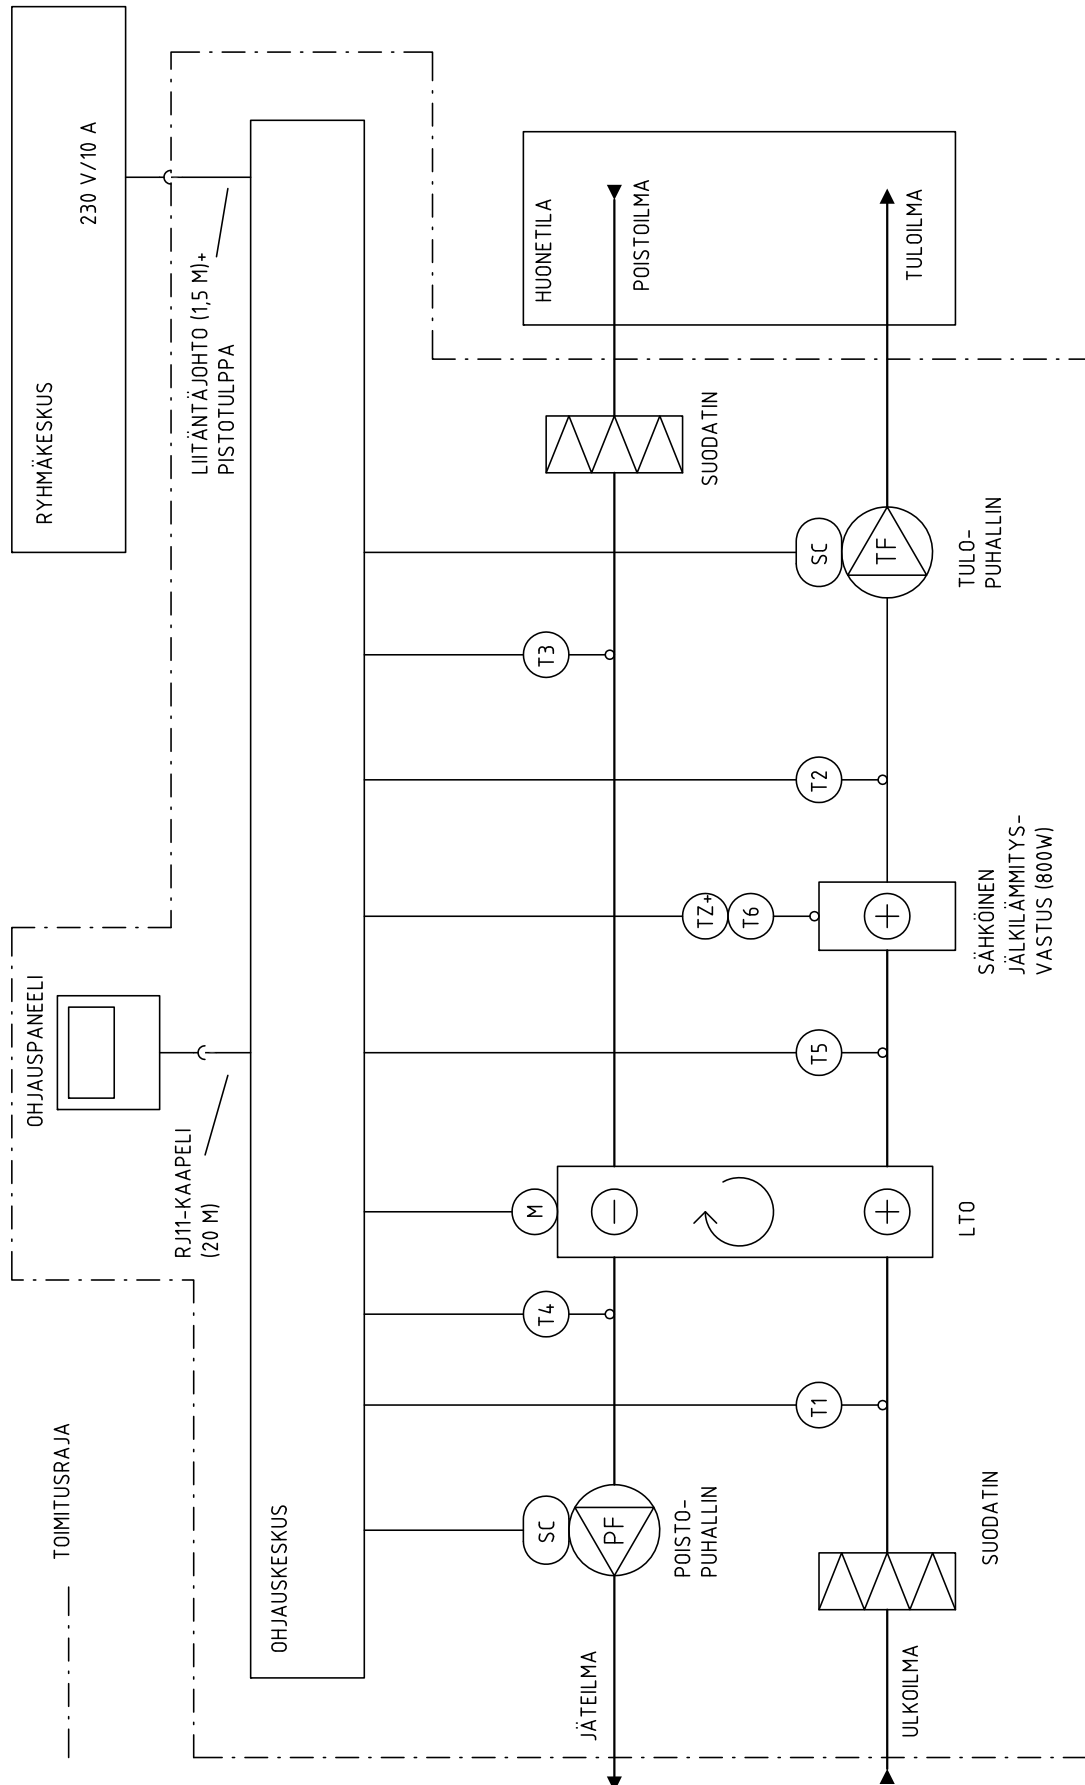 TOIMITUSRAJA
OHJAUSPANEELI
RYHMÄKESKUS
230 V/10 A
RJ11-KAAPELI
(20 M)
LIITÄNTÄJOHTO (1,5 M)+
PISTOTULPPA
OHJAUSKESKUS
HUONETILA
SC
T4
M
T3
JÄTEILMA
PF
POISTOILMA
POISTO-
PUHALLIN
SUODATIN
TZ+
T6
T1
T5
T2
SC
TF
ULKOILMA
TULOILMA
SUODATIN
LTO
SÄHKÖINEN
JÄLKILÄMMITYS-
VASTUS (800W)
TULO-
PUHALLIN